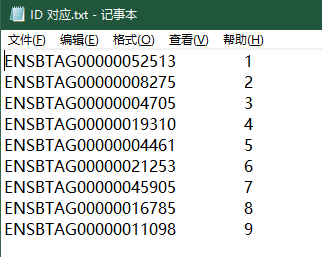 ID 对应.txt - 记事本
文件(F) 编辑(E) 格式(O) 查看(V) 帮助(H)
ENSBTAG00000052513 1
ENSBTAG00000008275 2
ENSBTAG00000004705 3
ENSBTAG00000019310 4
ENSBTAG00000004461 5
ENSBTAG00000021253 6
ENSBTAG00000045905 7
ENSBTAG00000016785 8
ENSBTAG00000011098 9